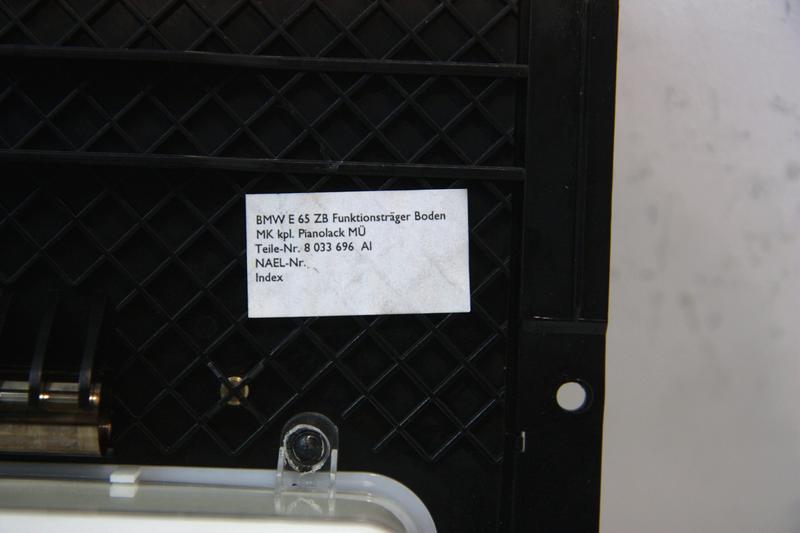 BMW E 65 ZB Funktionsträger Boden
MK kpl. Pianolack MÜ
Teile-Nr. 8 033 696 AI
NAEL-Nr.
Index